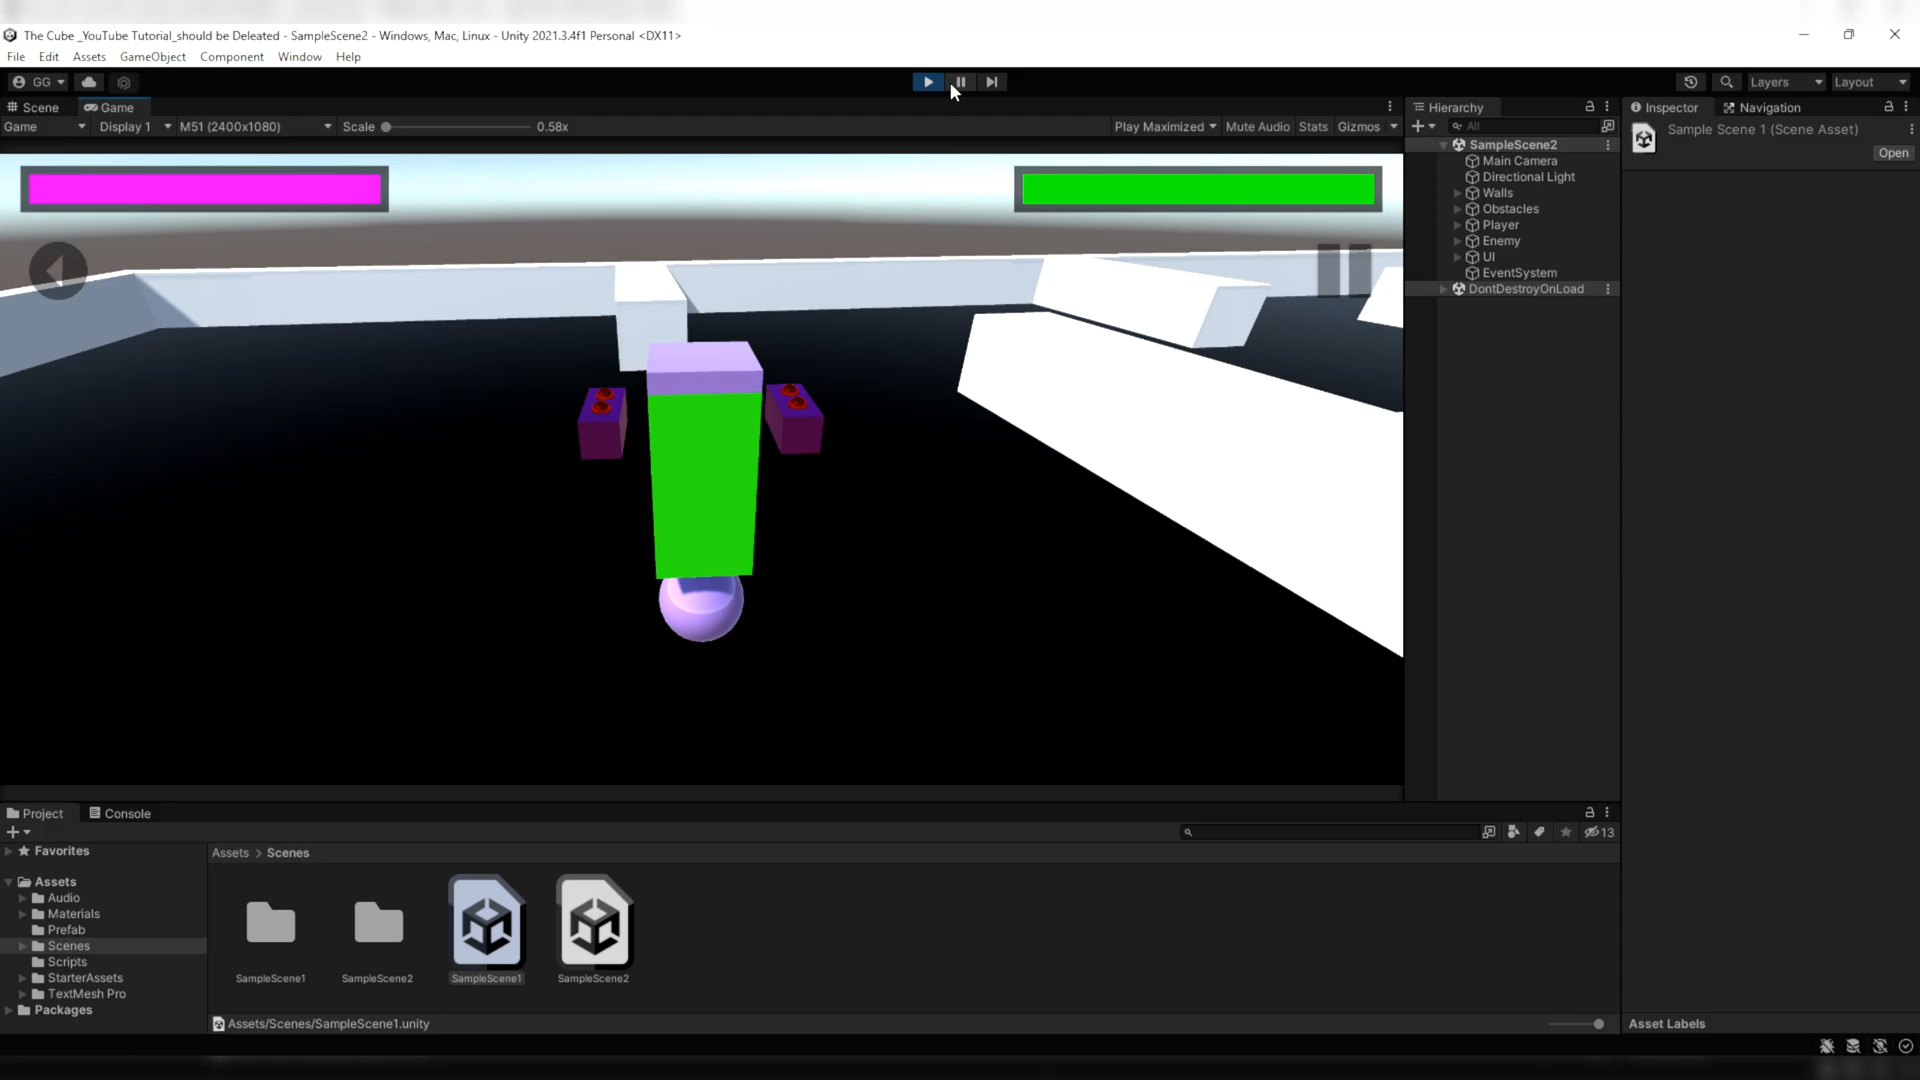 The Cube _YouTube Tutorial_should be Deleated - SampleScene2 - Windows, Mac, Linux - Unity 2021.3.4f1 Personal <DX11>
File Edit Assets GameObject Component Window Help
GG Layers Layout
Scene Game Hierarchy Inspector Navigation
Game Display 1 M51 (2400x1080) Scale 0.58x Play Maximized Mute Audio Stats Gizmos All Sample Scene 1 (Scene Asset)
Open
SampleScene2
Main Camera
Directional Light
Walls
Obstacles
Player
Enemy
UI
EventSystem
DontDestroyOnLoad
Project Console
13
Favorites
Assets > Scenes
Assets
Audio
Materials
Prefab
Scenes
Scripts
StarterAssets
TextMesh Pro
Packages
SampleScene1 SampleScene2 SampleScene1 SampleScene2
Assets/Scenes/SampleScene1.unity
Asset Labels